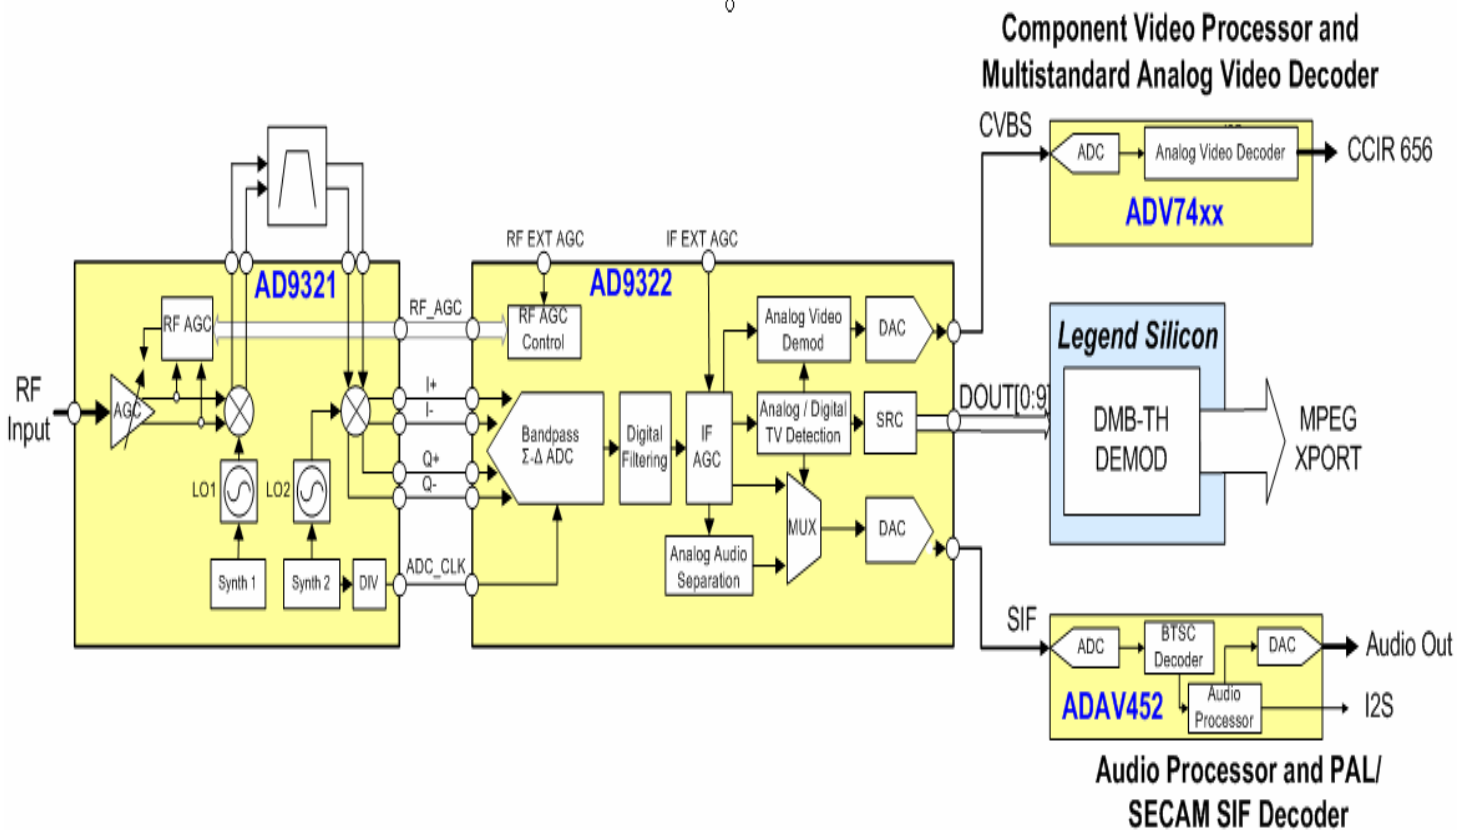 Component Video Processor and
Multistandard Analog Video Decoder
CVBS
ADC
Analog Video Decoder
CCIR 656
ADV74xx
RF EXT AGC
IF EXT AGC
AD9321
AD9322
RF AGC
RF_AGC
RF AGC
Control
Analog Video
Demod
DAC
Legend Silicon
RF
Input
AGC
I+
I-
Q+
Q-
Bandpass
Σ-Δ ADC
Digital
Filtering
IF
AGC
Analog / Digital
TV Detection
SRC
DOUT[0:9]
DMB-TH
DEMOD
MPEG
XPORT
LO1
LO2
MUX
DAC
Synth 1
Synth 2
DIV
ADC_CLK
Analog Audio
Separation
SIF
ADC
BTSC
Decoder
DAC
Audio Out
ADAV452
Audio
Processor
I2S
Audio Processor and PAL/
SECAM SIF Decoder